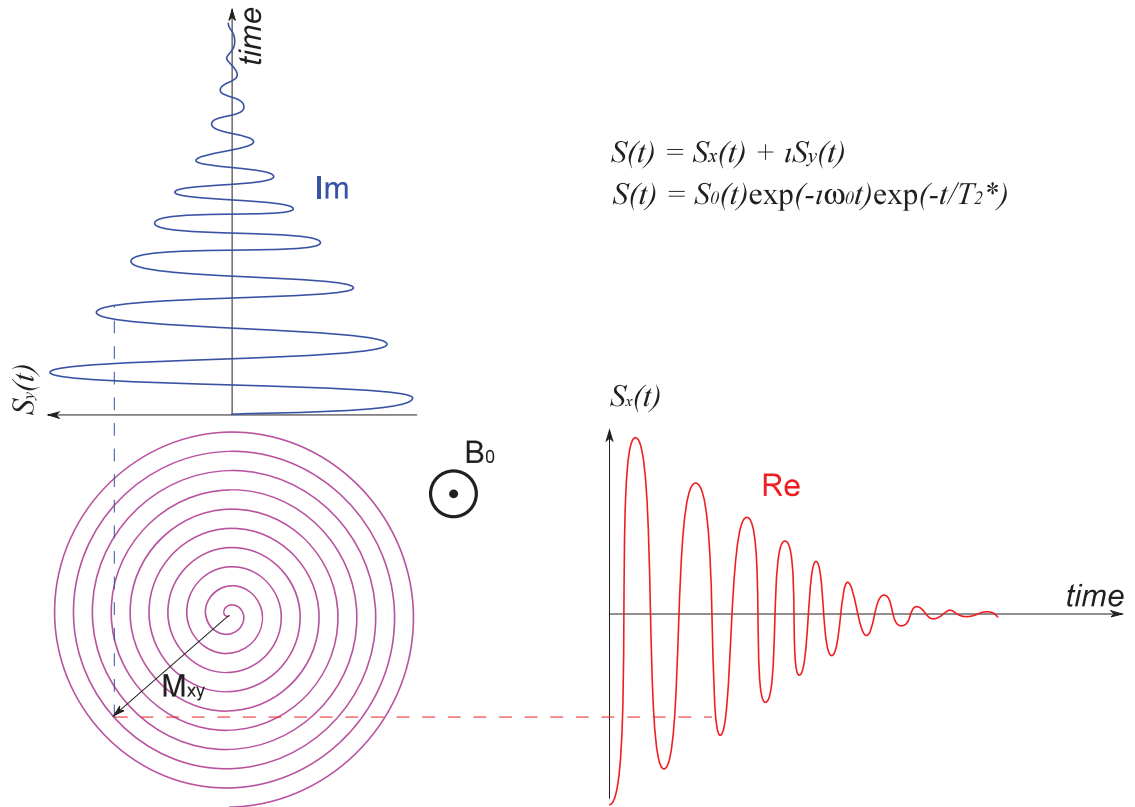 time
Im
S(t) = Sx(t) + ıSy(t)
S(t) = S0(t)exp(-ıω0t)exp(-t/T2*)
Sy(t)
Sx(t)
B0
Re
time
Mxy